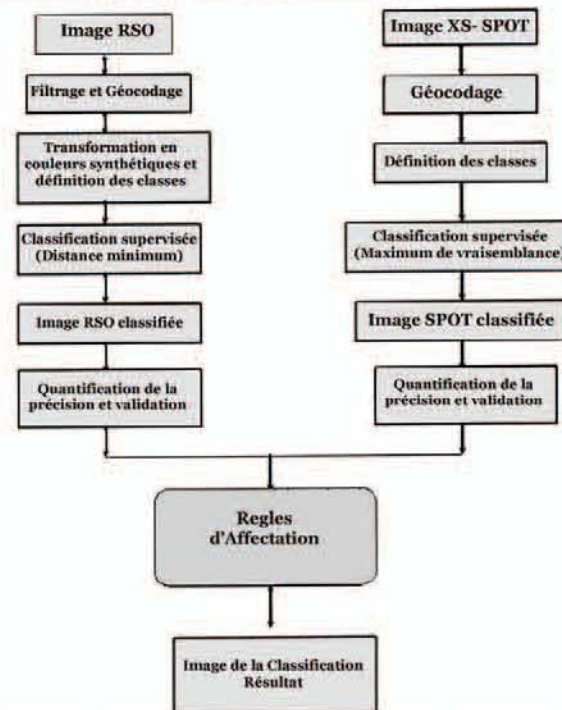 Image RSO
Filtrage et Géocodage
Transformation en
couleurs synthétiques et
définition des classes
Classification supervisée
(Distance minimum)
Image RSO classifiée
Quantification de la
précision et validation
Image XS- SPOT
Géocodage
Définition des classes
Classification supervisée
(Maximum de vraisemblance)
Image SPOT classifiée
Quantification de la
précision et validation
Regles
d'Affectation
Image de la Classification
Résultat